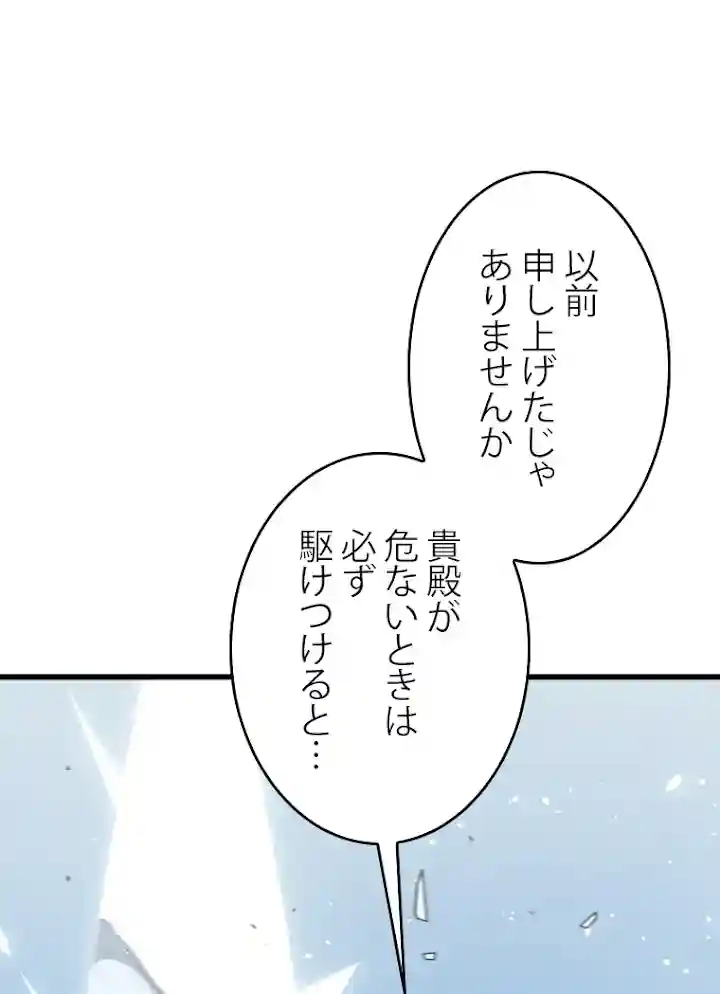 以前
申し上げたじゃ
ありませんか
貴殿が
危ないときは
必ず
駆けつけると…